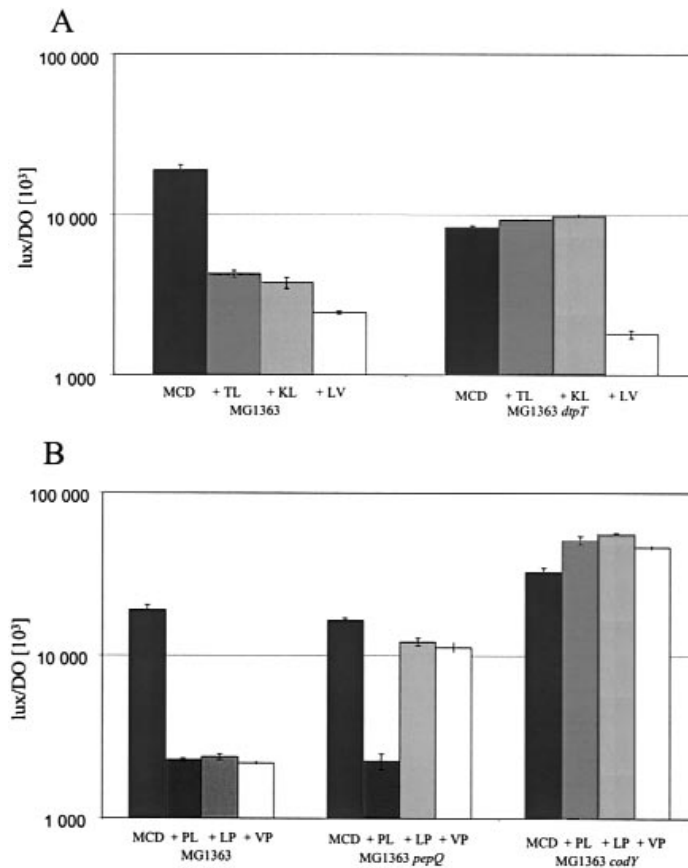 A
100 000
10 000
1 000
lux/DO [10³]
MCD + TL + KL + LV
MG1363
MCD + TL + KL + LV
MG1363 dtpT
B
100 000
10 000
1 000
lux/DO [10³]
MCD + PL + LP + VP
MG1363
MCD + PL + LP + VP
MG1363 pepQ
MCD + PL + LP + VP
MG1363 codY